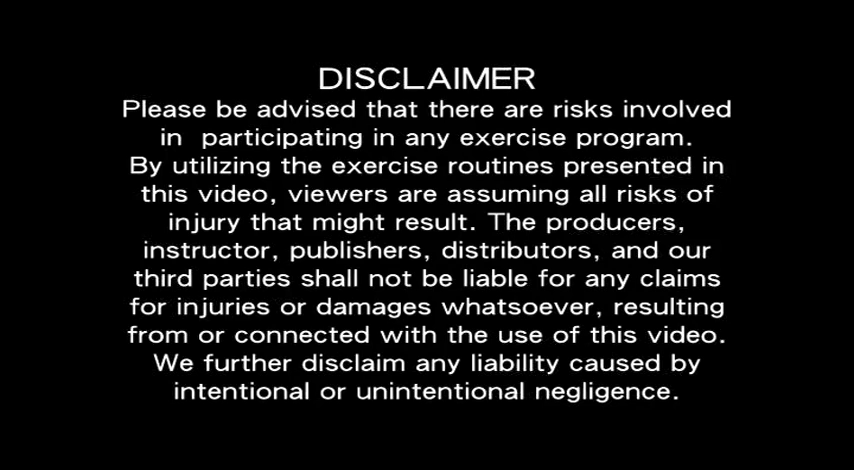 DISCLAIMER
Please be advised that there are risks involved
in  participating in any exercise program.
By utilizing the exercise routines presented in
this video, viewers are assuming all risks of
injury that might result. The producers,
instructor, publishers, distributors, and our
third parties shall not be liable for any claims
for injuries or damages whatsoever, resulting
from or connected with the use of this video.
We further disclaim any liability caused by
intentional or unintentional negligence.